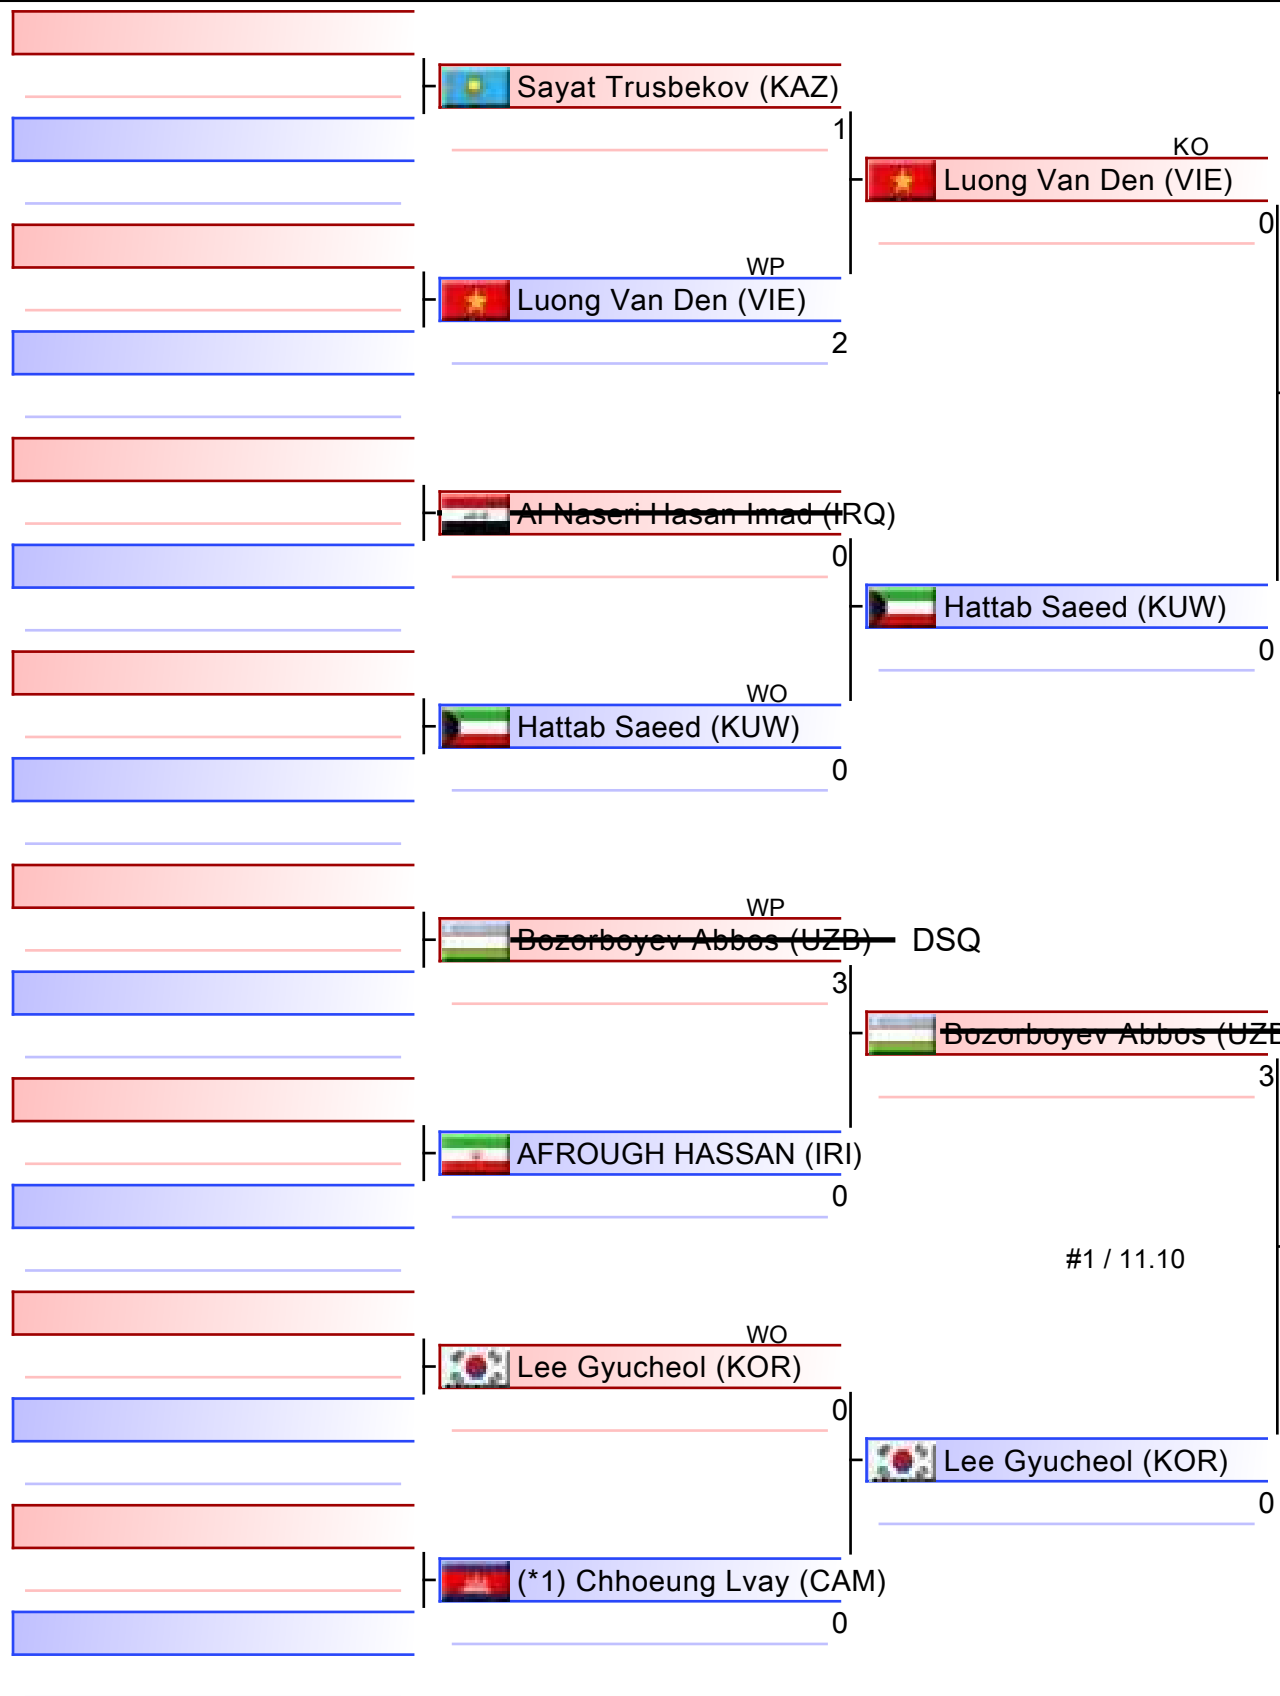 Sayat Trusbekov (KAZ)
1
KO
Luong Van Den (VIE)
0
WP
Luong Van Den (VIE)
2
Al Naseri Hasan Imad (IRQ)
0
Hattab Saeed (KUW)
0
WO
Hattab Saeed (KUW)
0
WP
Bozorboyev Abbos (UZB)
DSQ
3
Bozorboyev Abbos (UZB
3
AFROUGH HASSAN (IRI)
0
#1 / 11.10
WO
Lee Gyucheol (KOR)
0
Lee Gyucheol (KOR)
0
(*1) Chhoeung Lvay (CAM)
0